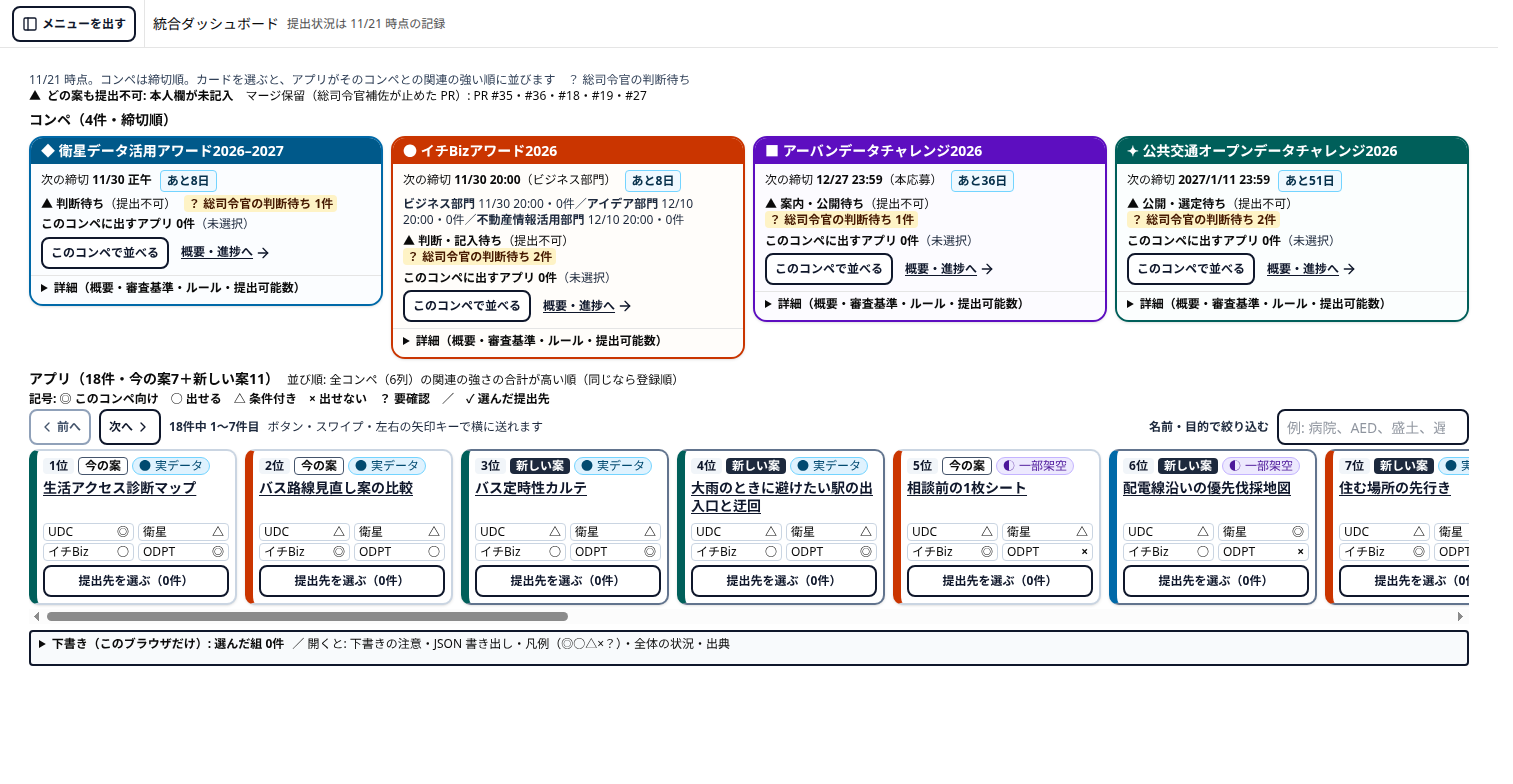 メニューを出す
統合ダッシュボード 提出状況は 11/21 時点の記録
11/21 時点。コンペは締切順。カードを選ぶと、アプリがそのコンペとの関連の強い順に並びます ？ 総司令官の判断待ち
▲ どの案も提出不可: 本人欄が未記入 マージ保留（総司令官補佐が止めた PR）: PR #35・#36・#18・#19・#27
コンペ（4件・締切順）
◆ 衛星データ活用アワード2026–2027
次の締切 11/30 正午 あと8日
▲ 判断待ち（提出不可） ？ 総司令官の判断待ち 1件
このコンペに出すアプリ 0件（未選択）
このコンペで並べる 概要・進捗へ →
▶ 詳細（概要・審査基準・ルール・提出可能数）
● イチBizアワード2026
次の締切 11/30 20:00（ビジネス部門） あと8日
ビジネス部門 11/30 20:00・0件／アイデア部門 12/10
20:00・0件／不動産情報活用部門 12/10 20:00・0件
▲ 判断・記入待ち（提出不可）
？ 総司令官の判断待ち 2件
このコンペに出すアプリ 0件（未選択）
このコンペで並べる 概要・進捗へ →
▶ 詳細（概要・審査基準・ルール・提出可能数）
■ アーバンデータチャレンジ2026
次の締切 12/27 23:59（本応募） あと36日
▲ 案内・公開待ち（提出不可）
？ 総司令官の判断待ち 1件
このコンペに出すアプリ 0件（未選択）
このコンペで並べる 概要・進捗へ →
▶ 詳細（概要・審査基準・ルール・提出可能数）
✦ 公共交通オープンデータチャレンジ2026
次の締切 2027/1/11 23:59 あと51日
▲ 公開・選定待ち（提出不可）
？ 総司令官の判断待ち 2件
このコンペに出すアプリ 0件（未選択）
このコンペで並べる 概要・進捗へ →
▶ 詳細（概要・審査基準・ルール・提出可能数）
アプリ（18件・今の案7＋新しい案11） 並び順: 全コンペ（6列）の関連の強さの合計が高い順（同じなら登録順）
記号: ◎ このコンペ向け ○ 出せる △ 条件付き × 出せない ？ 要確認 ／ ✓ 選んだ提出先
前へ 次へ 18件中 1〜7件目 ボタン・スワイプ・左右の矢印キーで横に送れます 名前・目的で絞り込む 例: 病院、AED、盛土、遅
1位 今の案 ● 実データ
生活アクセス診断マップ
UDC ◎ 衛星 △
イチBiz ○ ODPT ◎
提出先を選ぶ（0件）
2位 今の案 ● 実データ
バス路線見直し案の比較
UDC △ 衛星 △
イチBiz ◎ ODPT ○
提出先を選ぶ（0件）
3位 新しい案 ● 実データ
バス定時性カルテ
UDC △ 衛星 △
イチBiz ○ ODPT ◎
提出先を選ぶ（0件）
4位 新しい案 ● 実データ
大雨のときに避けたい駅の出
入口と迂回
UDC △ 衛星 △
イチBiz ○ ODPT ◎
提出先を選ぶ（0件）
5位 今の案 ◐ 一部架空
相談前の1枚シート
UDC △ 衛星 △
イチBiz ◎ ODPT ×
提出先を選ぶ（0件）
6位 新しい案 ◐ 一部架空
配電線沿いの優先伐採地図
UDC △ 衛星 ◎
イチBiz ○ ODPT ×
提出先を選ぶ（0件）
7位 新しい案 ● 実
住む場所の先行き
UDC △ 衛星
イチBiz ◎ ODPT
提出先を選ぶ（0件
▶ 下書き（このブラウザだけ）: 選んだ組 0件 ／ 開くと: 下書きの注意・JSON 書き出し・凡例（◎○△×？）・全体の状況・出典